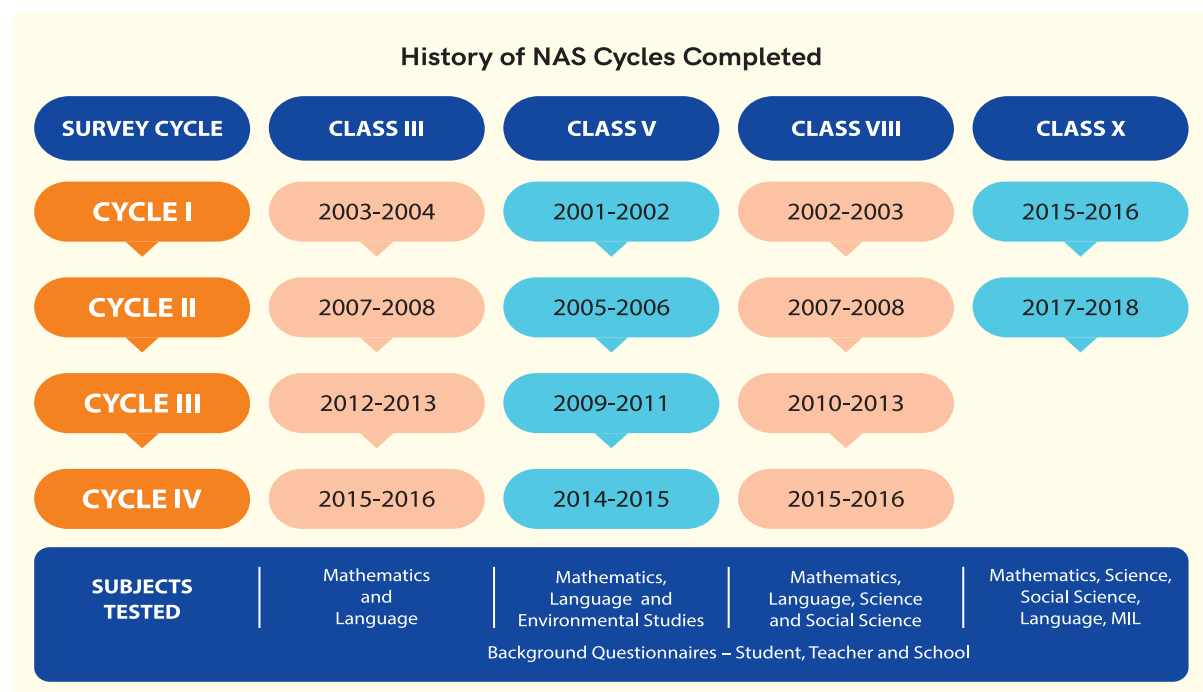 History of NAS Cycles Completed
SURVEY CYCLE
CLASS III
CLASS V
CLASS VIII
CLASS X
CYCLE I
2003-2004
2001-2002
2002-2003
2015-2016
CYCLE II
2007-2008
2005-2006
2007-2008
2017-2018
CYCLE III
2012-2013
2009-2011
2010-2013
CYCLE IV
2015-2016
2014-2015
2015-2016
SUBJECTS
TESTED
Mathematics
and
Language
Mathematics,
Language and
Environmental Studies
Mathematics,
Language, Science
and Social Science
Mathematics, Science,
Social Science,
Language, MIL
Background Questionnaires – Student, Teacher and School